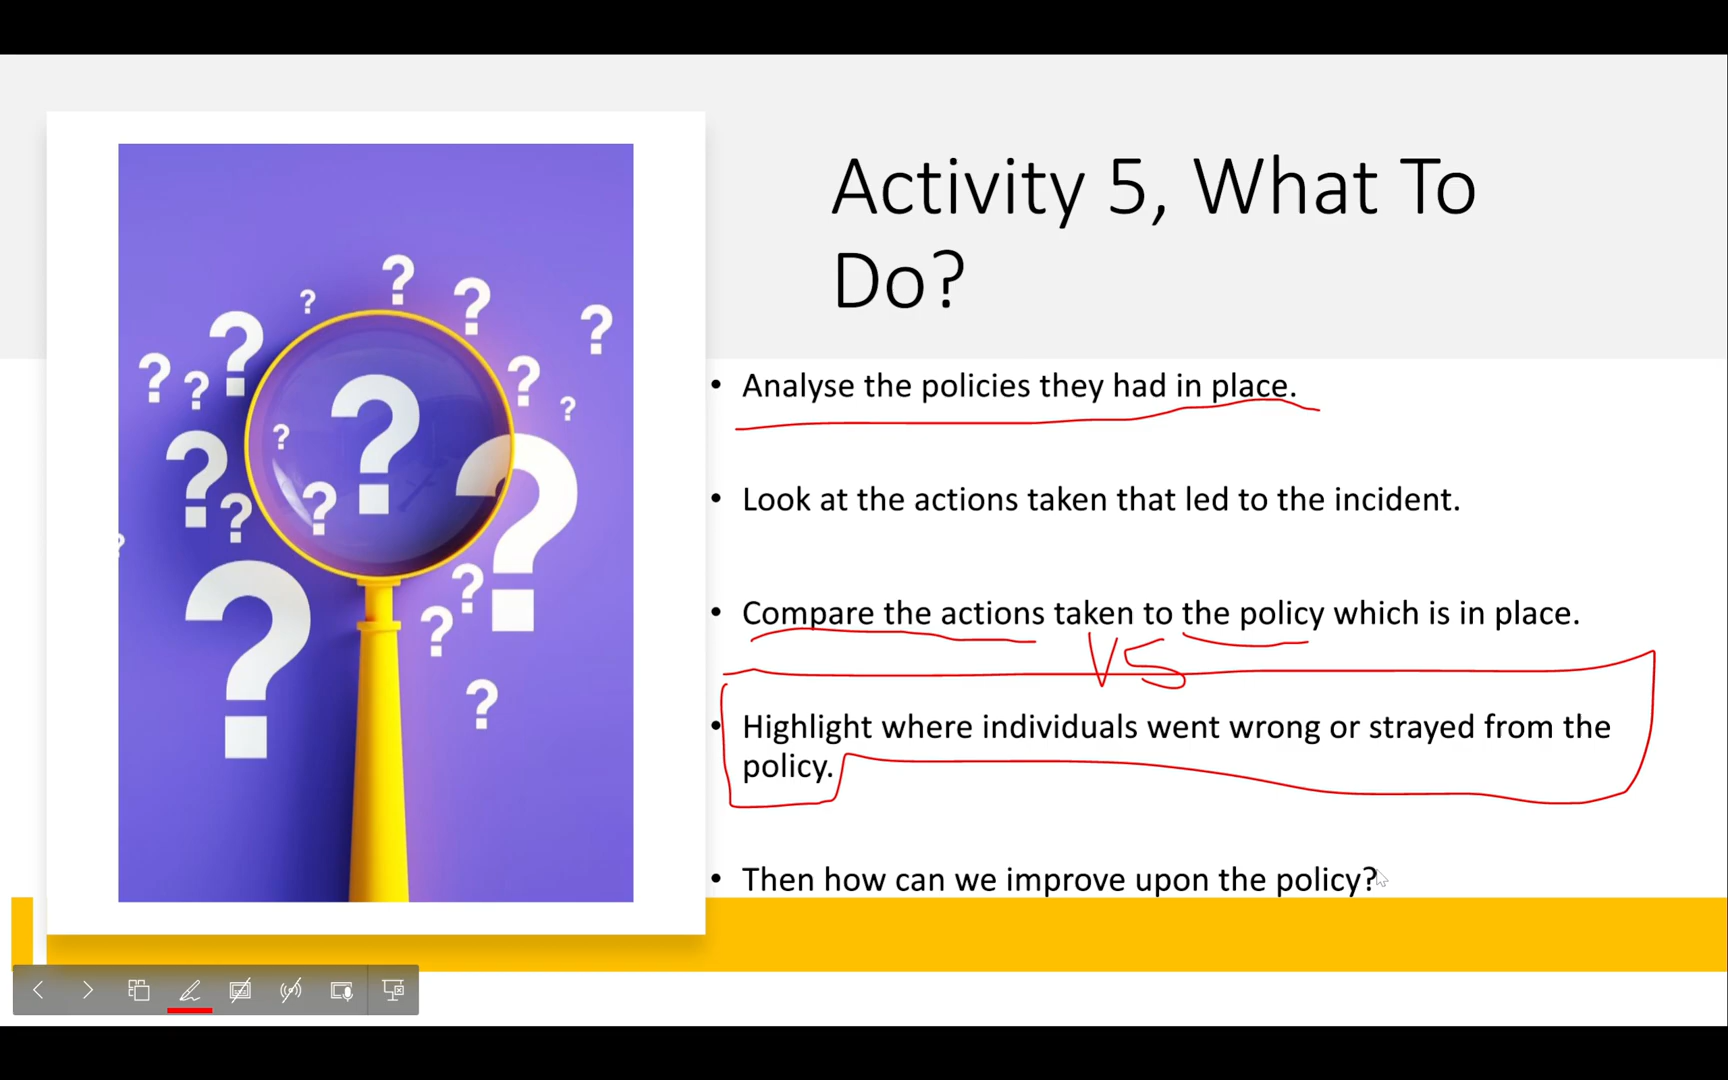 Activity 5, What To
Do?
• Analyse the policies they had in place.
• Look at the actions taken that led to the incident.
• Compare the actions taken to the policy which is in place.
VS
• Highlight where individuals went wrong or strayed from the
policy.
• Then how can we improve upon the policy?